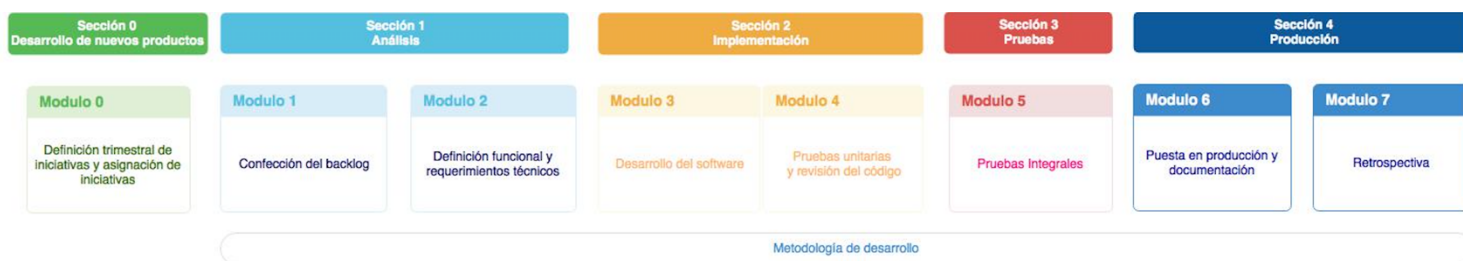 Sección 0
Desarrollo de nuevos productos
Sección 1
Análisis
Sección 2
Implementación
Sección 3
Pruebas
Sección 4
Producción
Modulo 0
Definición trimestral de
iniciativas y asignación de
iniciativas
Modulo 1
Confección del backlog
Modulo 2
Definición funcional y
requerimientos técnicos
Modulo 3
Desarrollo del software
Modulo 4
Pruebas unitarias
y revisión del código
Modulo 5
Pruebas Integrales
Modulo 6
Puesta en producción y
documentación
Modulo 7
Retrospectiva
Metodología de desarrollo